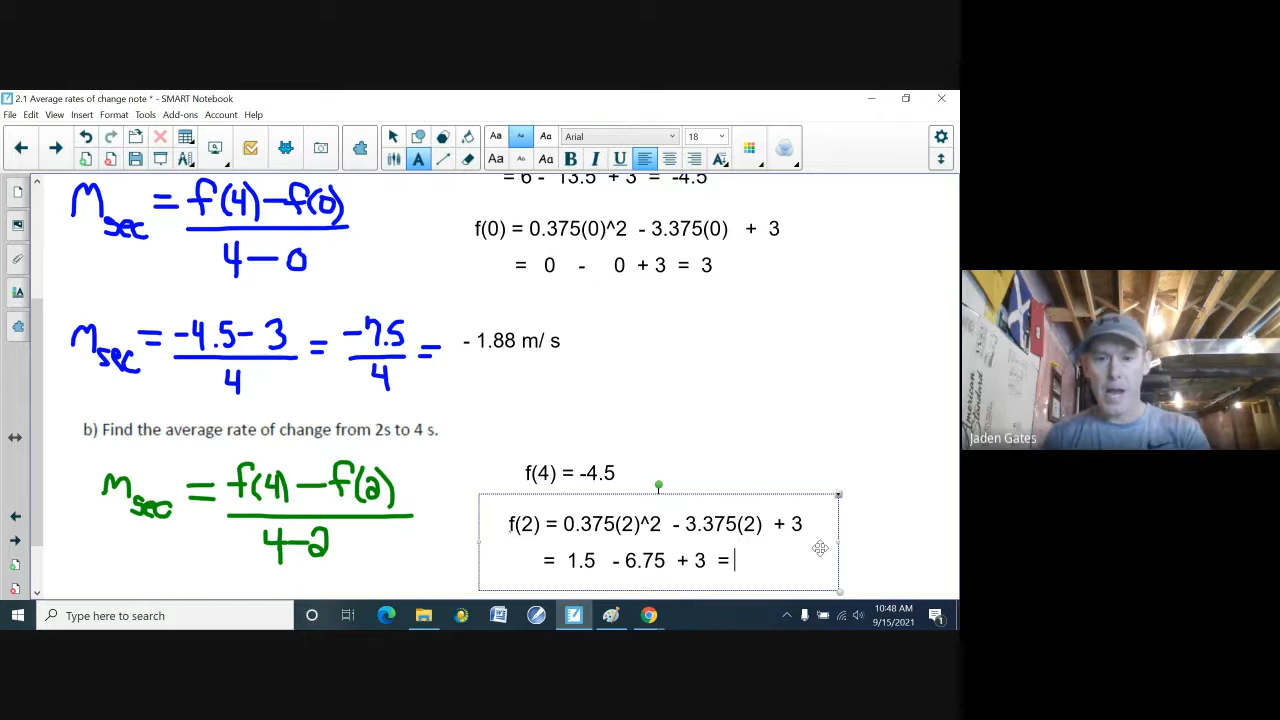 2.1 Average rates of change note * - SMART Notebook
File Edit View Insert Format Tools Add-ons Account Help
Arial 18
= 6 - 13.5 + 3 = -4.5
Msec = f(4) - f(0)
4 - 0
f(0) = 0.375(0)^2 - 3.375(0) + 3
= 0 - 0 + 3 = 3
Msec = -4.5 - 3 = -7.5 = - 1.88 m/ s
4 4
b) Find the average rate of change from 2s to 4 s.
Msec = f(4) - f(2)
4 - 2
f(4) = -4.5
f(2) = 0.375(2)^2 - 3.375(2) + 3
= 1.5 - 6.75 + 3 =
American Standard
Jaden Gates
Type here to search
10:48 AM
9/15/2021